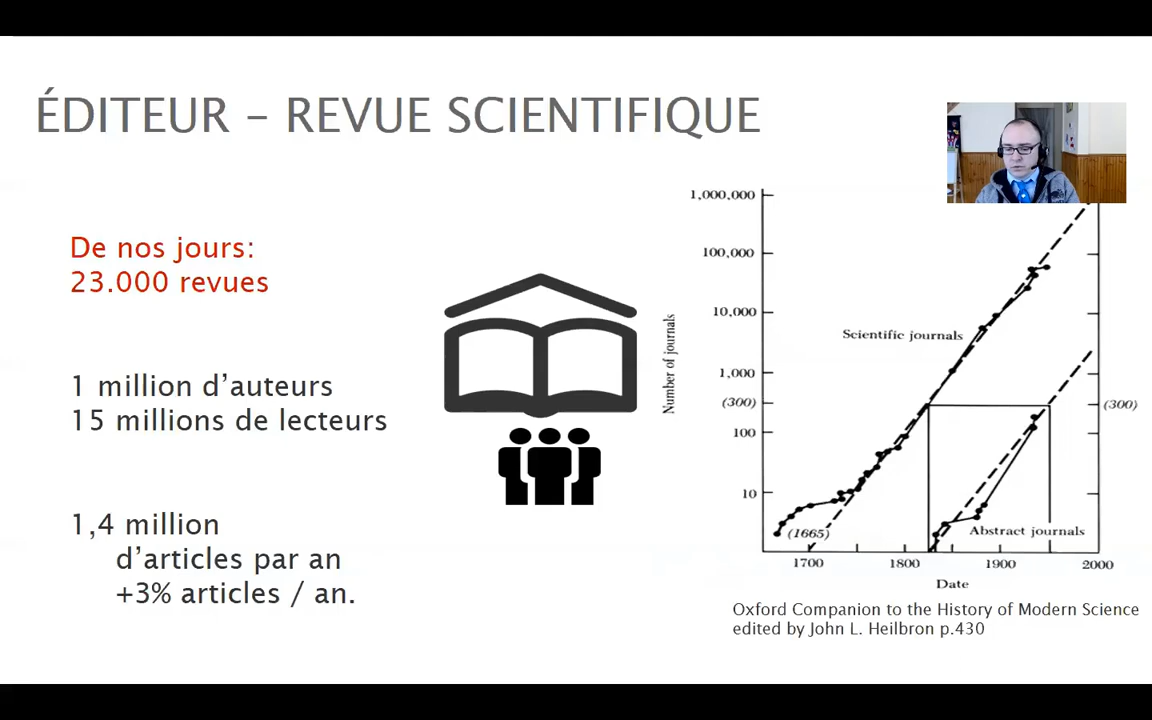 ÉDITEUR – REVUE SCIENTIFIQUE
De nos jours:
23.000 revues
1 million d’auteurs
15 millions de lecteurs
1,4 million
d’articles par an
+3% articles / an.
Number of journals
1,000,000
100,000
10,000
1,000
(300)
100
10
Scientific journals
(300)
Abstract journals
(1665)
1700
1800
1900
2000
Date
Oxford Companion to the History of Modern Science
edited by John L. Heilbron p.430